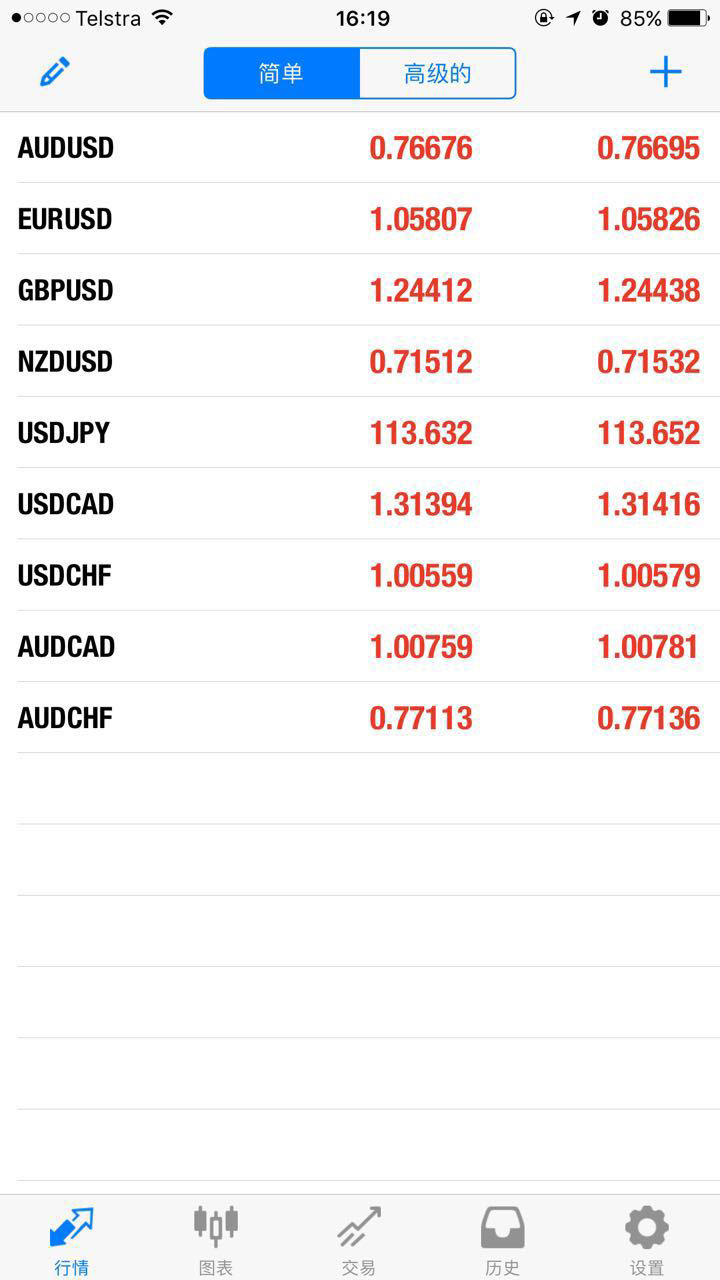 Telstra 16:19 85%
简单 高级的
AUDUSD 0.76676 0.76695
EURUSD 1.05807 1.05826
GBPUSD 1.24412 1.24438
NZDUSD 0.71512 0.71532
USDJPY 113.632 113.652
USDCAD 1.31394 1.31416
USDCHF 1.00559 1.00579
AUDCAD 1.00759 1.00781
AUDCHF 0.77113 0.77136
行情 图表 交易 历史 设置